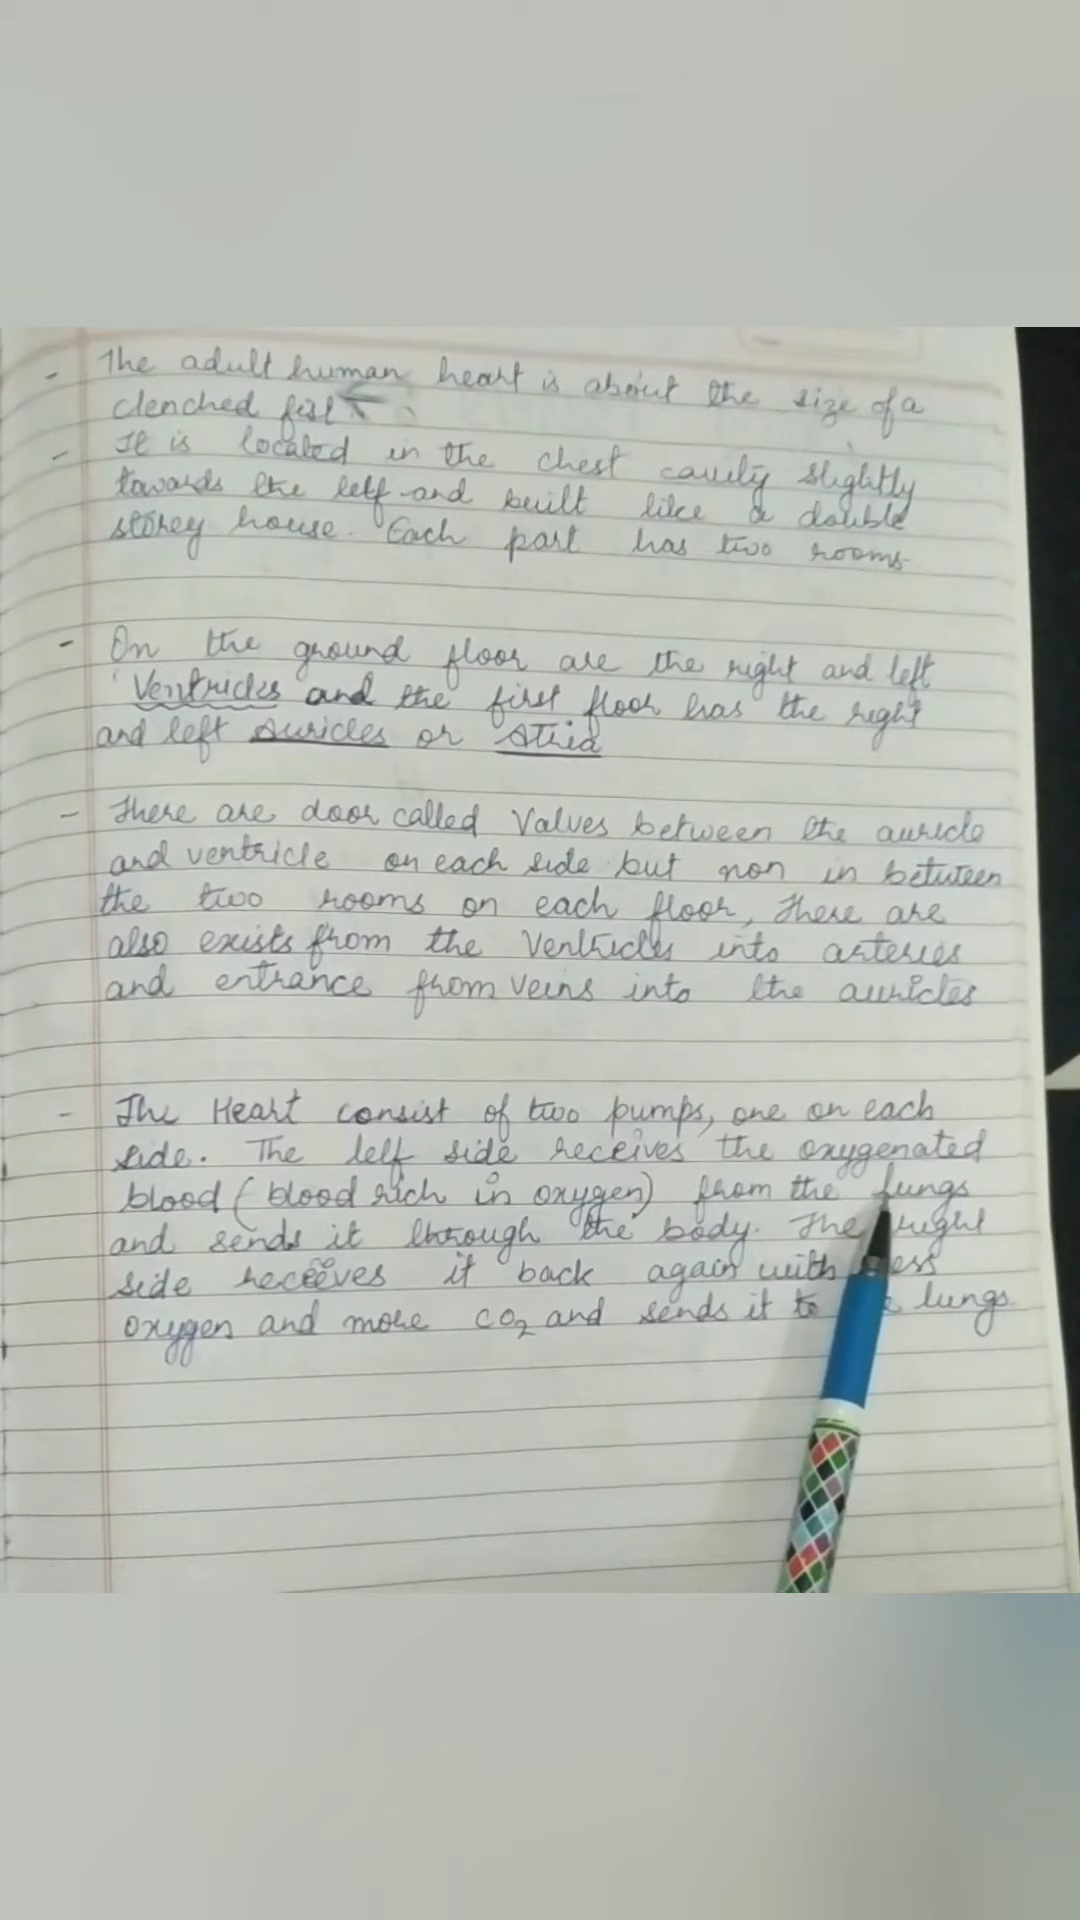 - The adult human heart is about the size of a
clenched fist
- It is located in the chest cavity slightly
towards the left and built like a double
storey house. Each part has two rooms
- On the ground floor are the right and left
Ventricles and the first floor has the right
and left auricles or atria
- There are door called Valves between the auricle
and ventricle on each side but non in between
the two rooms on each floor, There are
also exists from the Ventricles into arteries
and entrance from veins into the auricles
- The Heart consist of two pumps, one on each
side. The left side receives the oxygenated
blood (blood rich in oxygen) from the lungs
and sends it through the body. The right
side receives it back again with less
oxygen and more CO2 and sends it to lungs